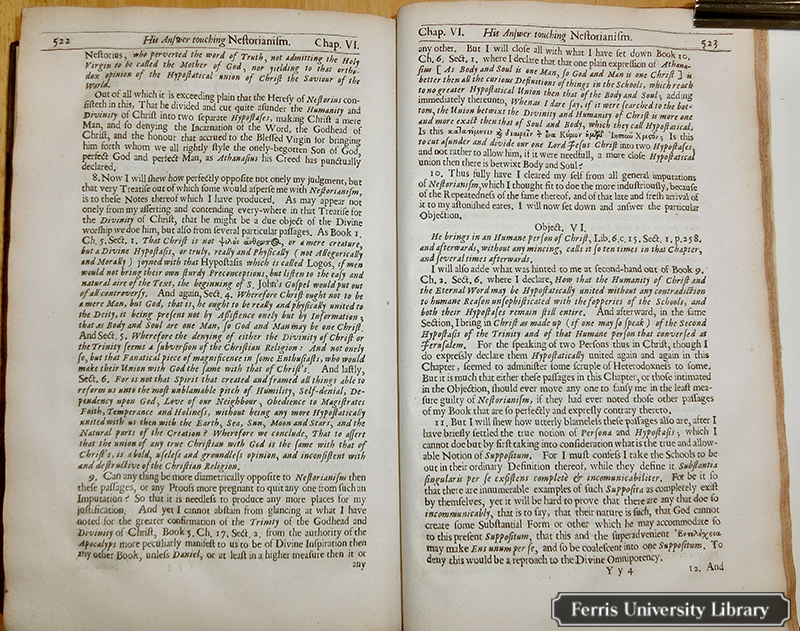 522 His Anſwer touching Neſtorianiſm. Chap. VI.
Neſtorius, who perverted the word of Truth, not admitting the Holy
Virgin to be called the Mother of God, nor yielding to that ortho-
dox opinion of the Hypoſtatical union of Chriſt the Saviour of the
World.
Out of all which it is exceeding plain that the Hereſy of Neſtorius con-
ſiſteth in this, That he divided and cut quite aſunder the Humanity and
Divinity of Chriſt into two ſeparate Hypoſtaſes, making Chriſt a mere
Man, and ſo denying the Incarnation of the Word, the Godhead of
Chriſt, and the honour that accrued to the Bleſſed Virgin for bringing
him forth whom we all rightly ſtyle the onely-begotten Son of God,
perfect God and perfect Man, as Athanaſius his Creed has punctually
declared.
8. Now I will ſhew how perfectly oppoſite not onely my judgment, but
that very Treatiſe out of which ſome would aſperſe me with Neſtorianiſm,
is to theſe Notes thereof which I have produced. As may appear not
onely from my aſſerting and contending every-where in that Treatiſe for
the Divinity of Chriſt, that he might be a due object of the Divine
worſhip we doe him, but alſo from ſeveral particular paſſages. As Book 1.
Ch. 5. Sect. 1. That Chriſt is not ψιλὸς ἄνθρωπος, or a mere creature,
but a Divine Hypoſtaſis, or truly, really and Phyſically (not Allegorically
and Morally) joyned with that Hypoſtaſis which is called Logos, if men
would not bring their own ſturdy Preconceptions, but liſten to the eaſy and
natural aire of the Text, the beginning of S. John's Goſpel would put out
of all controverſy. And again, Sect. 4. Wherefore Chriſt ought not to be
a mere Man, but God, that is, he ought to be really and phyſically united to
the Deity, it being preſent not by Aſſiſtence onely but by Information;
that as Body and Soul are one Man, ſo God and Man may be one Chriſt.
And Sect. 5. Wherefore the denying of either the Divinity of Chriſt or
the Trinity ſeems a ſubverſion of the Chriſtian Religion: And not onely
ſo, but that Fanatical piece of magnificence in ſome Enthuſiaſts, who would
make their Union with God the ſame with that of Chriſt's. And laſtly,
Sect. 6. For is not that Spirit that created and framed all things able to
reform us unto the moſt unblamable pitch of Humility, Self-denial, De-
pendency upon God, Love of our Neighbour, Obedience to Magiſtrates
Faith, Temperance and Holineſs, without being any more Hypoſtatically
united with us then with the Earth, Sea, Sun, Moon and Stars, and the
Natural parts of the Creation? Wherefore we conclude, That to aſſert
that the union of any true Chriſtian with God is the ſame with that of
Chriſt's, is a bold, uſeleſs and groundleſs opinion, and inconſiſtent with
and deſtructive of the Chriſtian Religion.
9. Can any thing be more diametrically oppoſite to Neſtorianiſm then
theſe paſſages, or any Proofs more pregnant to quit any one from ſuch an
Imputation? So that it is needleſs to produce any more places for my
juſtification. And yet I cannot abſtain from glancing at what I have
noted for the greater confirmation of the Trinity of the Godhead and
Divinity of Chriſt, Book 5. Ch. 17. Sect. 2. from the authority of the
Apocalyps more peculiarly manifeſt to us to be of Divine Inſpiration then
any other Book, unleſs Daniel, or at leaſt in a higher meaſure then it or
any
Chap. VI. His Anſwer touching Neſtorianiſm. 523
any other. But I will cloſe all with what I have ſet down Book 10.
Ch. 6. Sect. 1. where I declare that that one plain expreſſion of Athana-
ſius [As Body and Soul is one Man, ſo God and Man is one Chriſt] is
better then all the curious Definitions of things in the Schools, which reach
to no greater Hypoſtatical Union then that of the Body and Soul; adding
immediately thereunto, Whenas I dare ſay, if it were ſearched to the bot-
tom, the Union betwixt the Divinity and Humanity of Chriſt is more one
and more exact then that of Soul and Body, which they call Hypoſtatical.
Is this Is this
to cut aſunder and divide our one Lord Jeſus Chriſt into two Hypoſtaſes,
and not rather to allow him, if it were needfull, a more cloſe Hypoſtatical
union then there is betwixt Body and Soul?
10. Thus fully have I cleared my ſelf from all general imputations
of Neſtorianiſm, which I thought fit to doe the more induſtriouſly, becauſe
of the Repeatedneſs of the ſame thereof, and of that late and freſh arrival of
it to my aſtoniſhed eares. I will now ſet down and anſwer the particular
Objection.
Object. VI.
He brings in an Humane perſon of Chriſt, Lib. 6. c. 15. Sect. 1. p. 258.
and afterwards, without any mincing, calls it ſo ten times in that Chapter,
and ſeveral times afterwards.
I will alſo adde what was hinted to me at ſecond-hand out of Book 9.
Ch. 2. Sect. 6. where I declare, How that the Humanity of Chriſt and
the Eternal Word may be Hypoſtatically united without any contradiction
to humane Reaſon unſophiſticated with the fopperies of the Schools, and
both their Hypoſtaſes remain ſtill entire. And afterward, in the ſame
Section, I bring in Chriſt as made up (if one may ſo ſpeak) of the Second
Hypoſtaſis of the Trinity and of that Humane perſon that converſed at
Jeruſalem. For the ſpeaking of two Perſons thus in Chriſt, though I
do expreſsly declare them Hypoſtatically united again and again in this
Chapter, ſeemed to adminiſter ſome ſcruple of Heterodoxneſs to ſome.
But it is much that either theſe paſſages in this Chapter, or thoſe intimated
in the Objection, ſhould ever move any one to ſinſly me in the leaſt mea-
ſure guilty of Neſtorianiſm, if they had ever noted thoſe other paſſages
of my Book that are ſo perfectly and expreſly contrary thereto.
11. But I will ſhew how utterly blameleſs theſe paſſages alſo are, after I
have briefly ſettled the true notion of Perſona and Hypoſtaſis; which I
cannot doe but by firſt taking into conſideration what is the true and allow-
able Notion of Suppoſitum. For I muſt confeſs I take the Schools to be
out in their ordinary Definition thereof, while they define it Subſtantia
ſingularis per ſe exiſtens complete & incommunicabiliter. For be it ſo
that there are innumerable examples of ſuch Suppoſita as completely exiſt
by themſelves, yet it will be hard to prove that there are any that doe ſo
incommunicably, that is to ſay, that their nature is ſuch, that God cannot
create ſome Subſtantial Form or other which he may accommodate ſo
to this preſent Suppoſitum, that this and the ſuperadvenient Ἐντελέχεια
may make Ens unum per ſe, and ſo be coaleſcent into one Suppoſitum. To
deny this would be a reproach to the Divine Omnipotency.
Y y 4 12. And
Ferris University Library